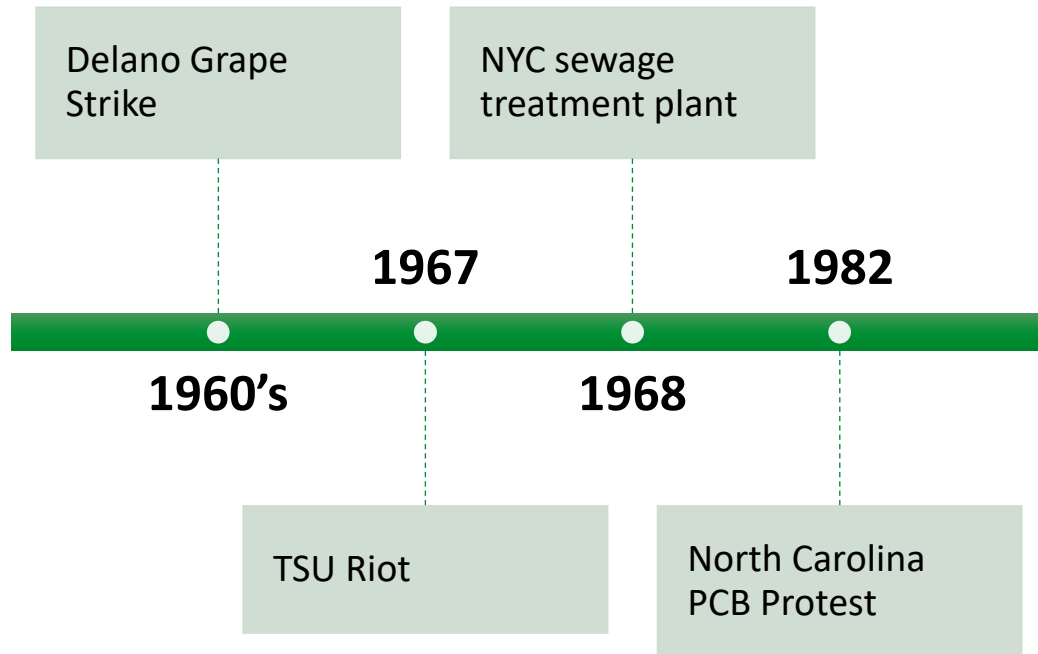 Delano Grape
Strike
NYC sewage
treatment plant
1967
1982
1960’s
1968
TSU Riot
North Carolina
PCB Protest